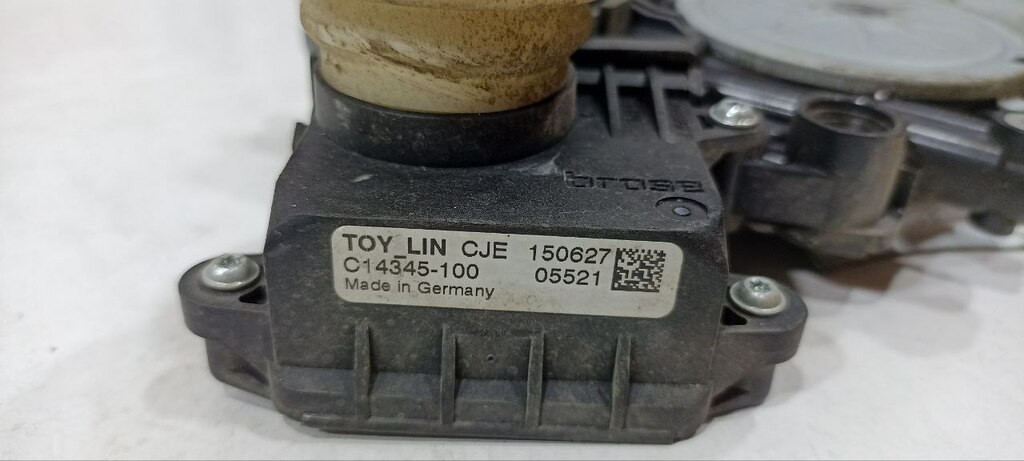 brose
TOY_LIN CJE 150627
C14345-100 05521
Made in Germany